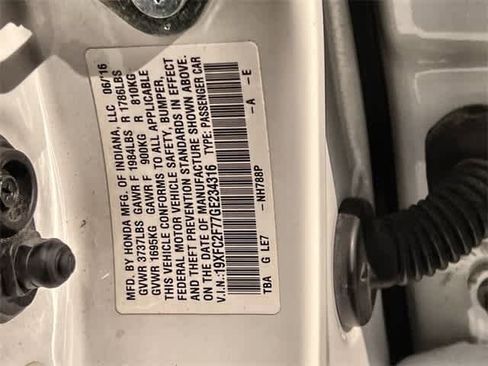 MFD. BY HONDA MFG. OF INDIANA, LLC 06/16
GVWR 3737LBS GAWR F 1984LBS R 1786LBS
GVWR 1695KG GAWR F 900KG R 810KG
THIS VEHICLE CONFORMS TO ALL APPLICABLE
FEDERAL MOTOR VEHICLE SAFETY, BUMPER,
AND THEFT PREVENTION STANDARDS IN EFFECT
ON THE DATE OF MANUFACTURE SHOWN ABOVE.
V.I.N.:19XFC2F77GE234516 TYPE: PASSENGER CAR
NH788P -A -E
TBA G LE7